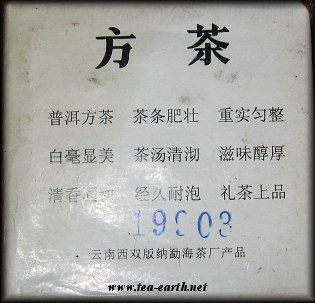 方茶
普洱方茶 茶条肥壮 重实匀整
白毫显美 茶汤清沏 滋味醇厚
清香 经久耐泡 礼茶上品
19903
云南西双版纳勐海茶厂产品
www.tea-earth.net